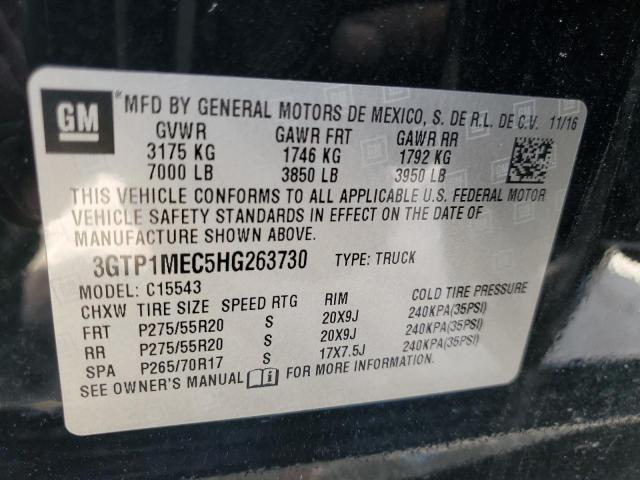 GM
* MFD BY GENERAL MOTORS DE MEXICO, S. DE R.L. DE C.V. 11/16
GVWR GAWR FRT GAWR RR
3175 KG 1746 KG 1792 KG
7000 LB 3850 LB 3950 LB
THIS VEHICLE CONFORMS TO ALL APPLICABLE U.S. FEDERAL MOTOR
VEHICLE SAFETY STANDARDS IN EFFECT ON THE DATE OF
MANUFACTURE SHOWN ABOVE.
3GTP1MEC5HG263730 TYPE: TRUCK
MODEL: C15543
CHXW TIRE SIZE SPEED RTG RIM COLD TIRE PRESSURE
FRT P275/55R20 S 20X9J 240KPA(35PSI)
RR P275/55R20 S 20X9J 240KPA(35PSI)
SPA P265/70R17 S 17X7.5J 240KPA(35PSI)
SEE OWNER'S MANUAL FOR MORE INFORMATION.